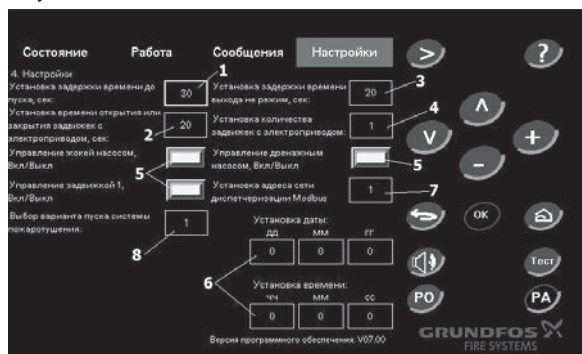 Состояние Работа Сообщения Настройки
4. Настройки
1
Установка задержки времени до
пуска, сек:
30
Установка задержки времени
выхода не режим, сек:
20
3
Установка времени открытия или
закрытия задвижек с
электроприводом, сек:
2
20
Установка количества
задвижек с электроприводом:
1
4
Управление жокей насосом,
Вкл/Выкл
5
Управление дренажным
насосом, Вкл/Выкл
5
Управление задвижкой 1,
Вкл/Выкл
Установка адреса сети
диспетчеризации Modbus
1
7
Выбор варианта пуска системы
пожаротушения:
1
8
Установка даты:
дд мм гг
0 0 0
6
Установка времени:
чч мм сс
0 0 0
Версия программного обеспечения: V07.00
> ?
Λ
V +
-
OK
Тест
PO PA
GRUNDFOS X
FIRE SYSTEMS